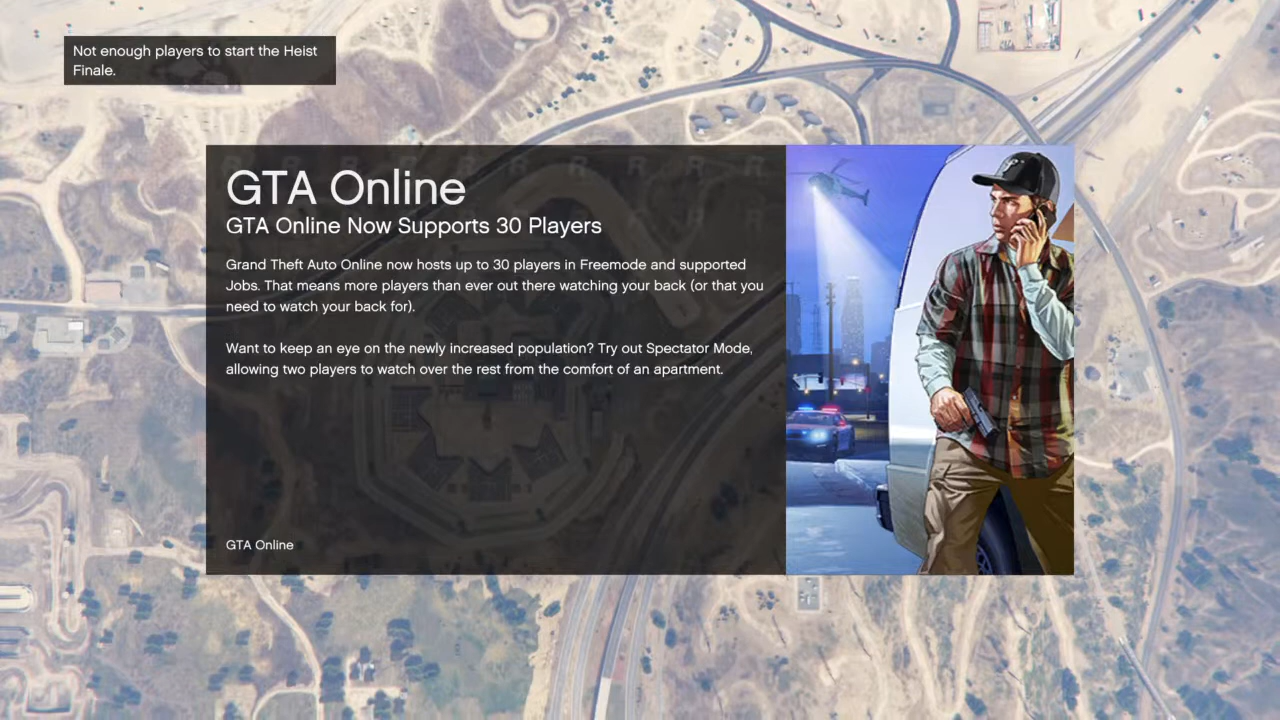 Not enough players to start the Heist
Finale.
GTA Online
GTA Online Now Supports 30 Players
Grand Theft Auto Online now hosts up to 30 players in Freemode and supported
Jobs. That means more players than ever out there watching your back (or that you
need to watch your back for).
Want to keep an eye on the newly increased population? Try out Spectator Mode,
allowing two players to watch over the rest from the comfort of an apartment.
GTA Online